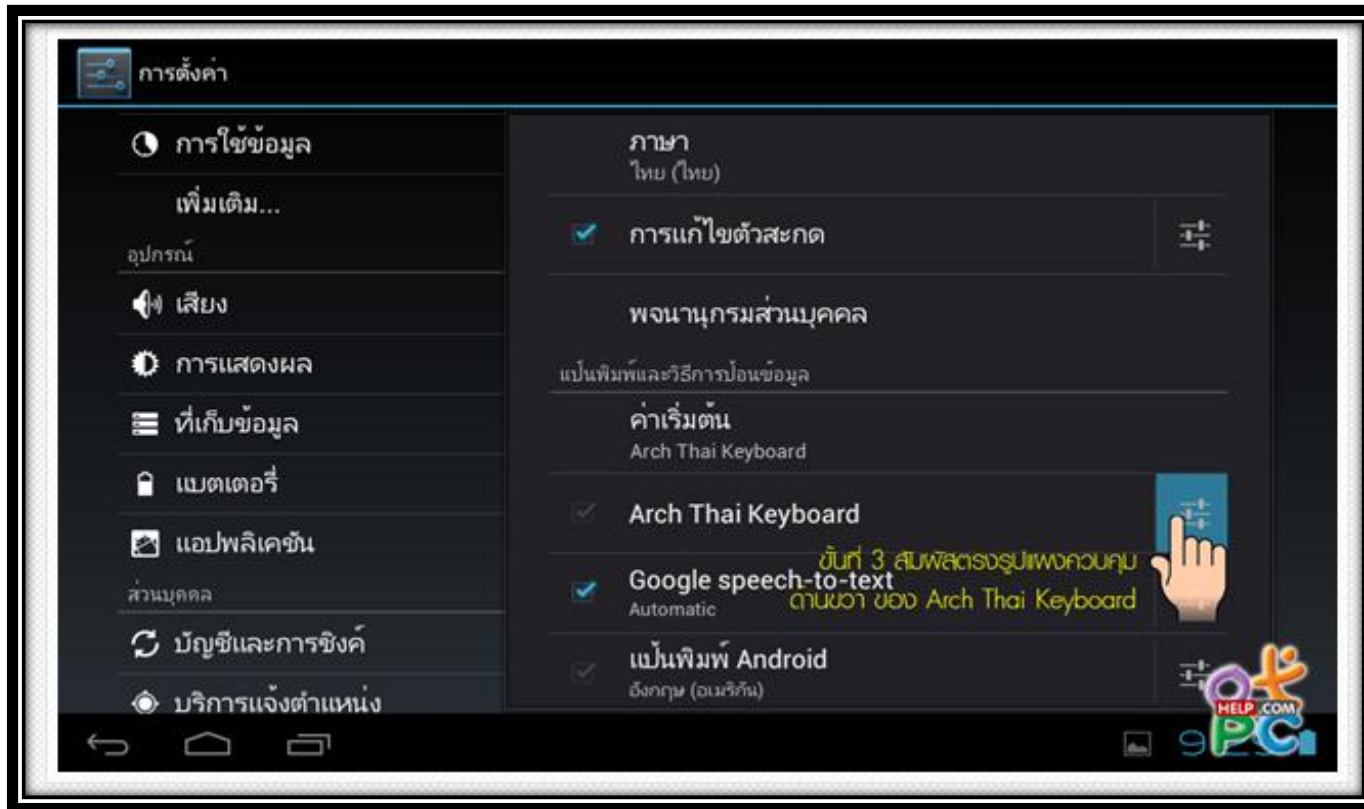 การตั้งค่า
การใช้ข้อมูล
เพิ่มเติม...
อุปกรณ์
เสียง
การแสดงผล
ที่เก็บข้อมูล
แบตเตอรี่
แอปพลิเคชัน
ส่วนบุคคล
บัญชีและการซิงค์
บริการแจ้งตำแหน่ง
ภาษา
ไทย (ไทย)
การแก้ไขตัวสะกด
พจนานุกรมส่วนบุคคล
แป้นพิมพ์และวิธีการป้อนข้อมูล
ค่าเริ่มต้น
Arch Thai Keyboard
Arch Thai Keyboard
ขั้นที่ 3 สัมผัสตรงรูปแผงควบคุม
ด้านขวา ของ Arch Thai Keyboard
Google speech-to-text
Automatic
แป้นพิมพ์ Android
อังกฤษ (อเมริกัน)
HELP .COM
PC